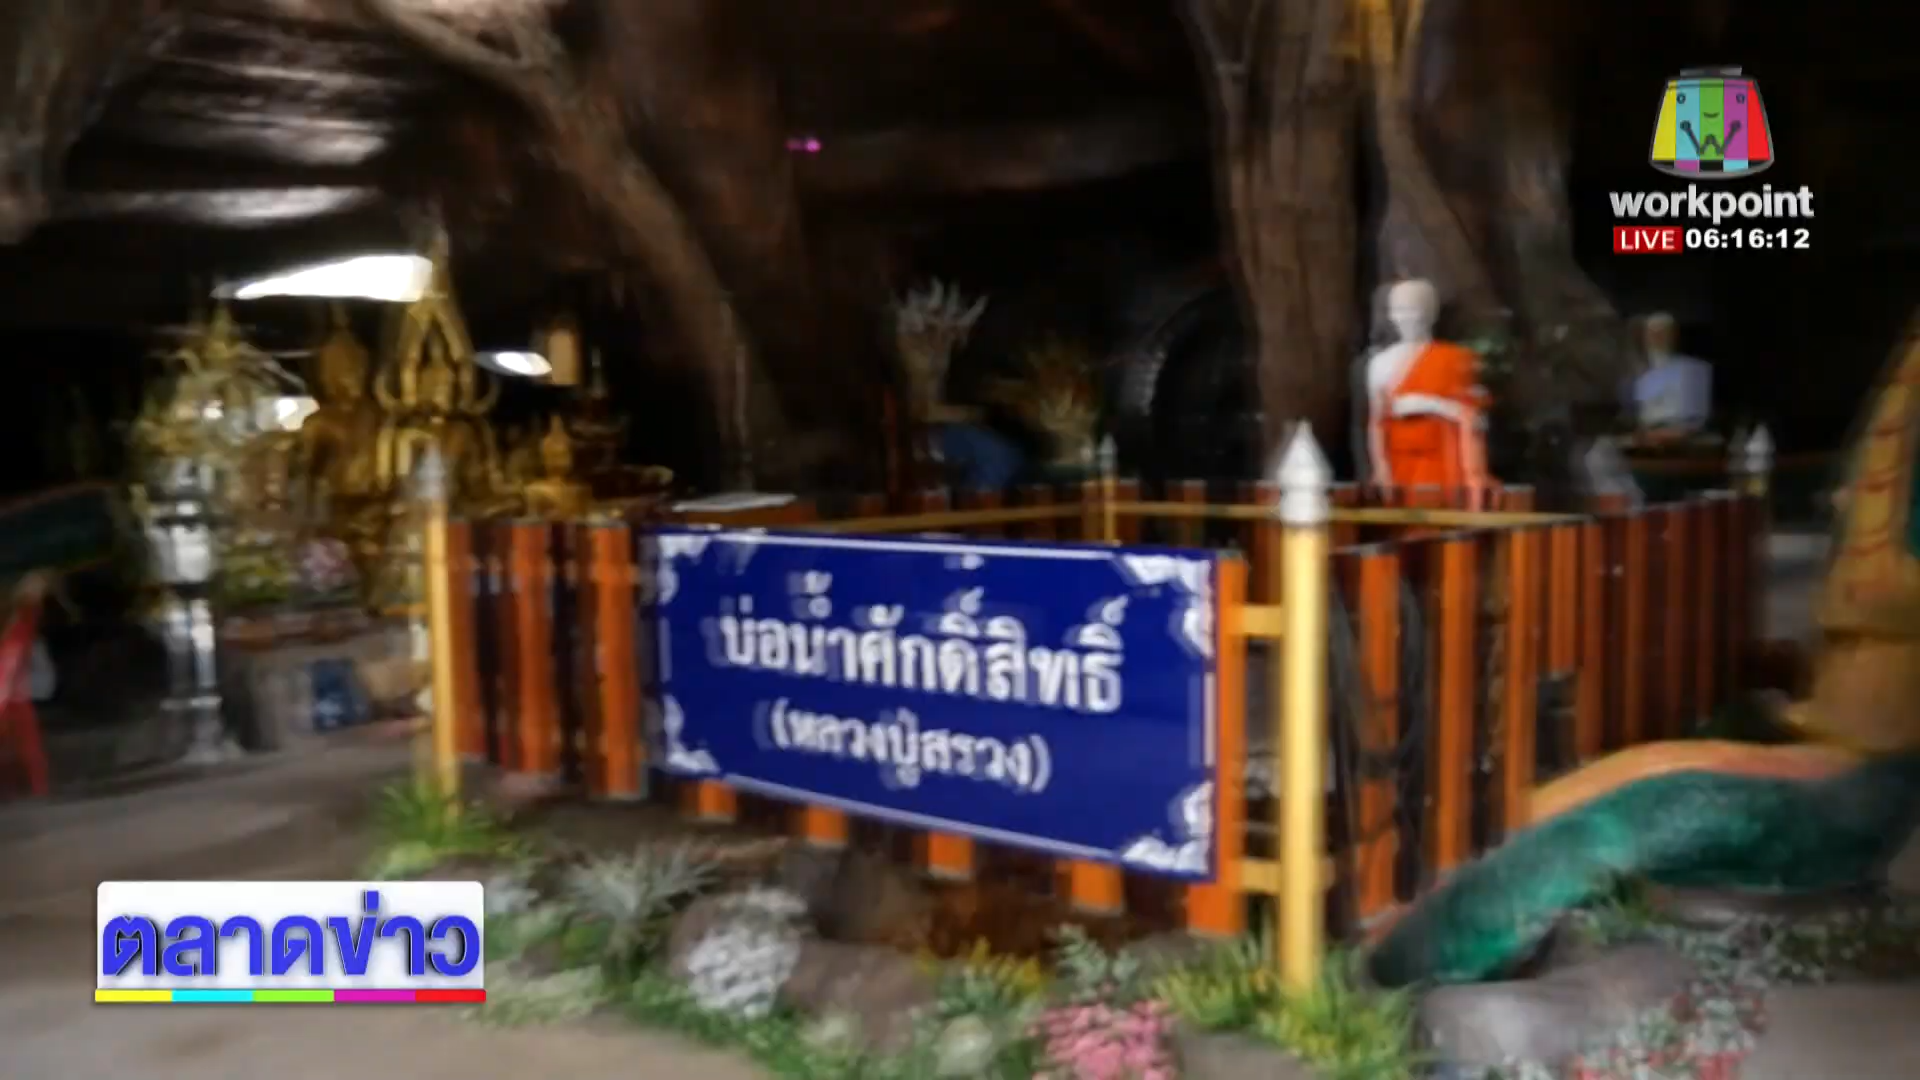 workpoint
LIVE 06:16:12
บ่อน้ำศักดิ์สิทธิ์
(หลวงปู่สรวง)
ตลาดข่าว